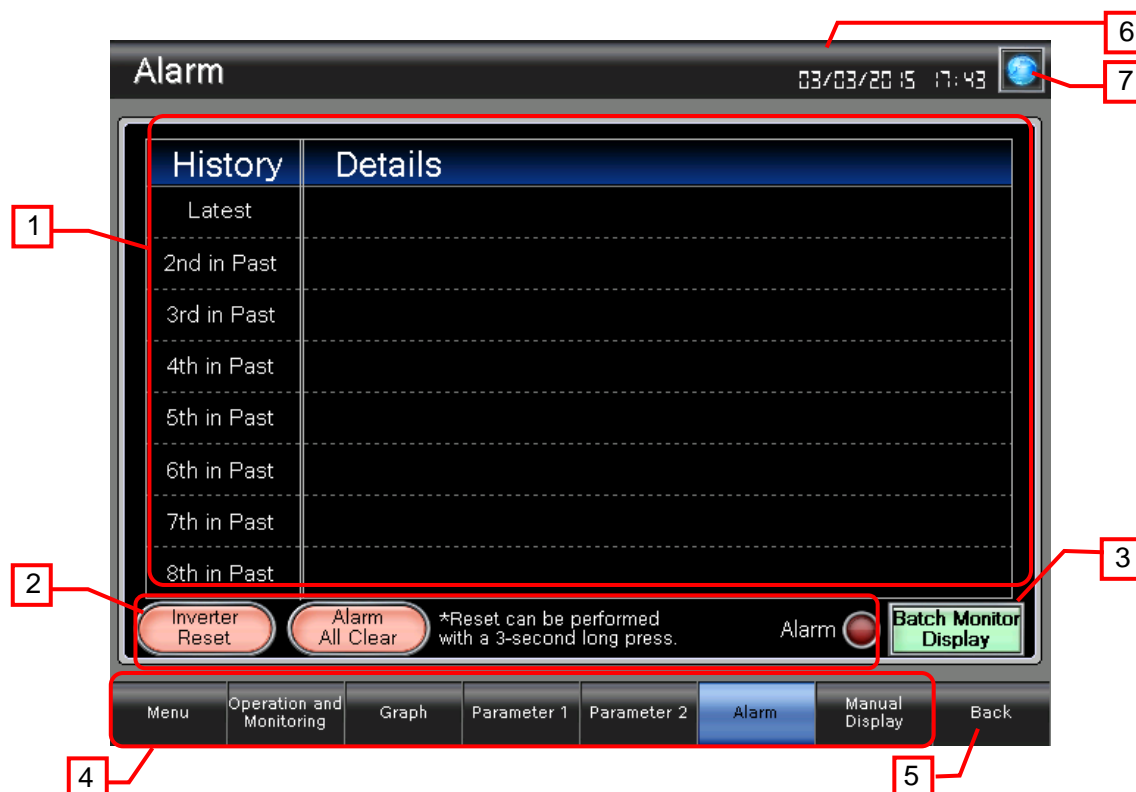 6
Alarm
03/03/2015 17:43
7
History Details
Latest
1
2nd in Past
3rd in Past
4th in Past
5th in Past
6th in Past
7th in Past
8th in Past
3
2
Inverter
Reset
Alarm
All Clear
*Reset can be performed
with a 3-second long press.
Alarm
Batch Monitor
Display
Menu
Operation and
Monitoring
Graph
Parameter 1
Parameter 2
Alarm
Manual
Display
Back
4
5